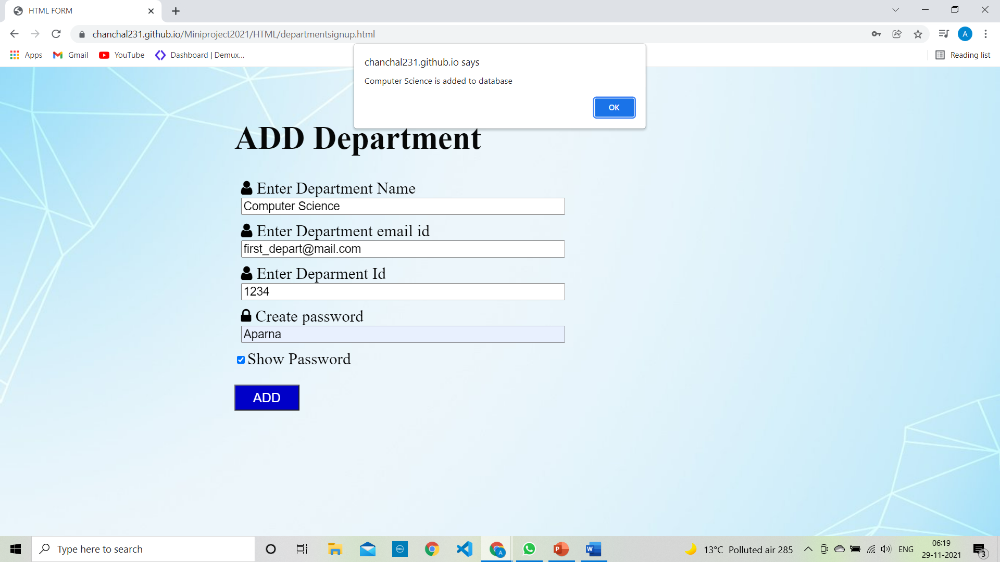 HTML FORM
chanchal231.github.io/Miniproject2021/HTML/departmentsignup.html
A
Apps
Gmail
YouTube
Dashboard | Demux...
Reading list
chanchal231.github.io says
Computer Science is added to database
OK
ADD Department
Enter Department Name
Computer Science
Enter Department email id
first_depart@mail.com
Enter Deparment Id
1234
Create password
Aparna
Show Password
ADD
Type here to search
DELL
A
P
W
13°C Polluted air 285
ENG
06:19
29-11-2021
3